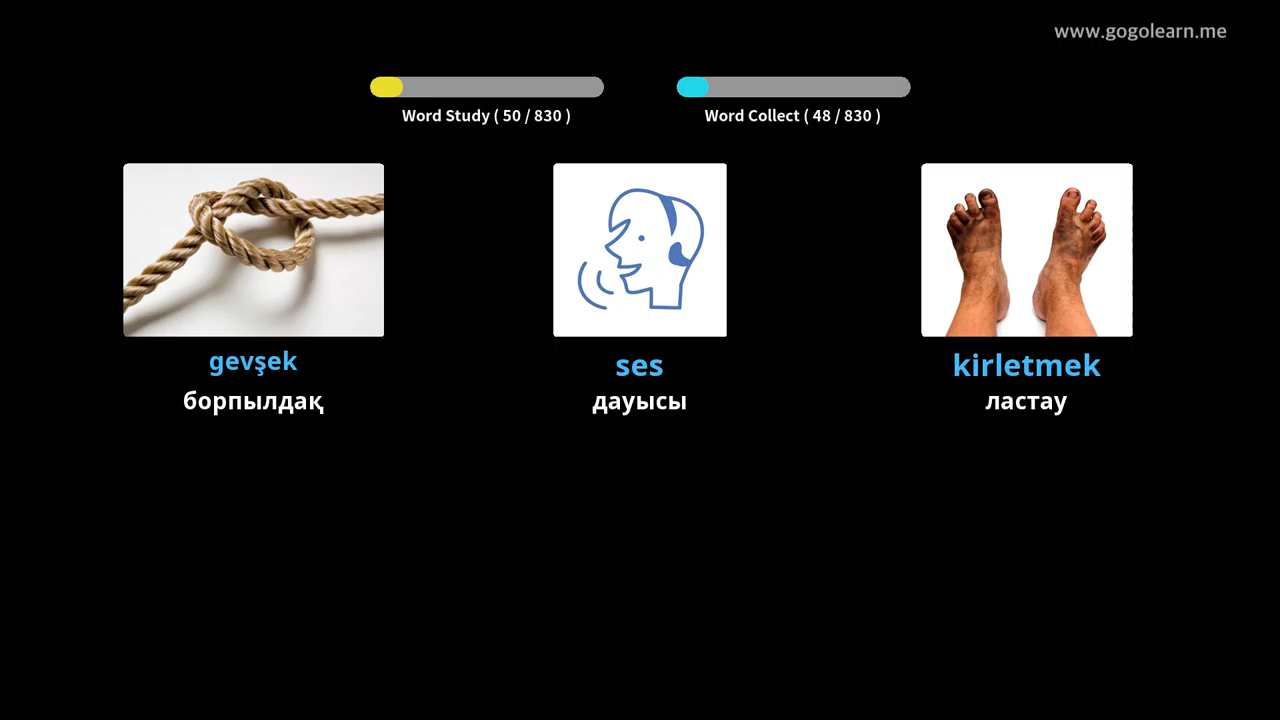 www.gogolearn.me
Word Study ( 50 / 830 )
Word Collect ( 48 / 830 )
gevşek
борпылдақ
ses
дауысы
kirletmek
ластау